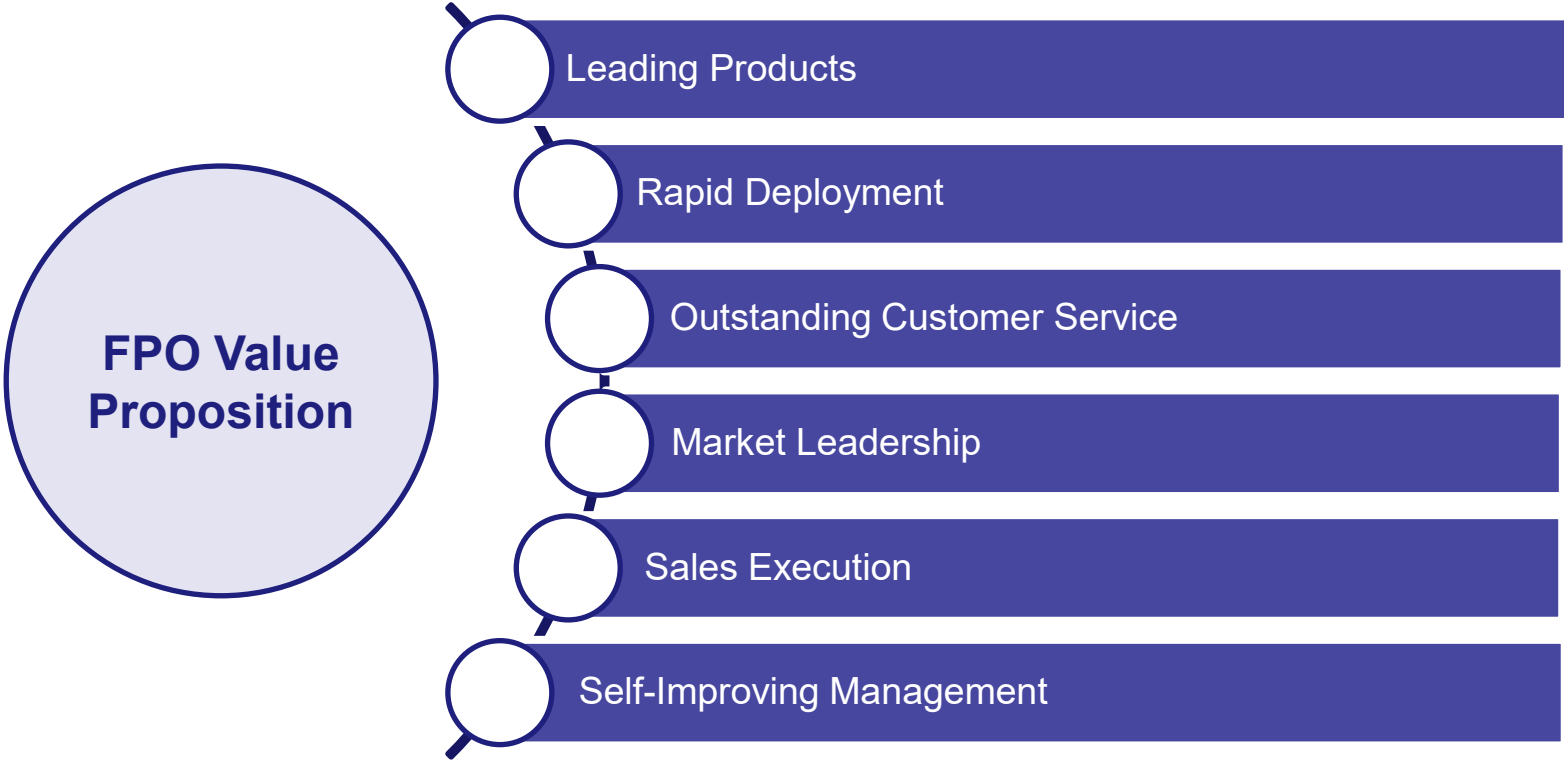 FPO Value
Proposition
Leading Products
Rapid Deployment
Outstanding Customer Service
Market Leadership
Sales Execution
Self-Improving Management